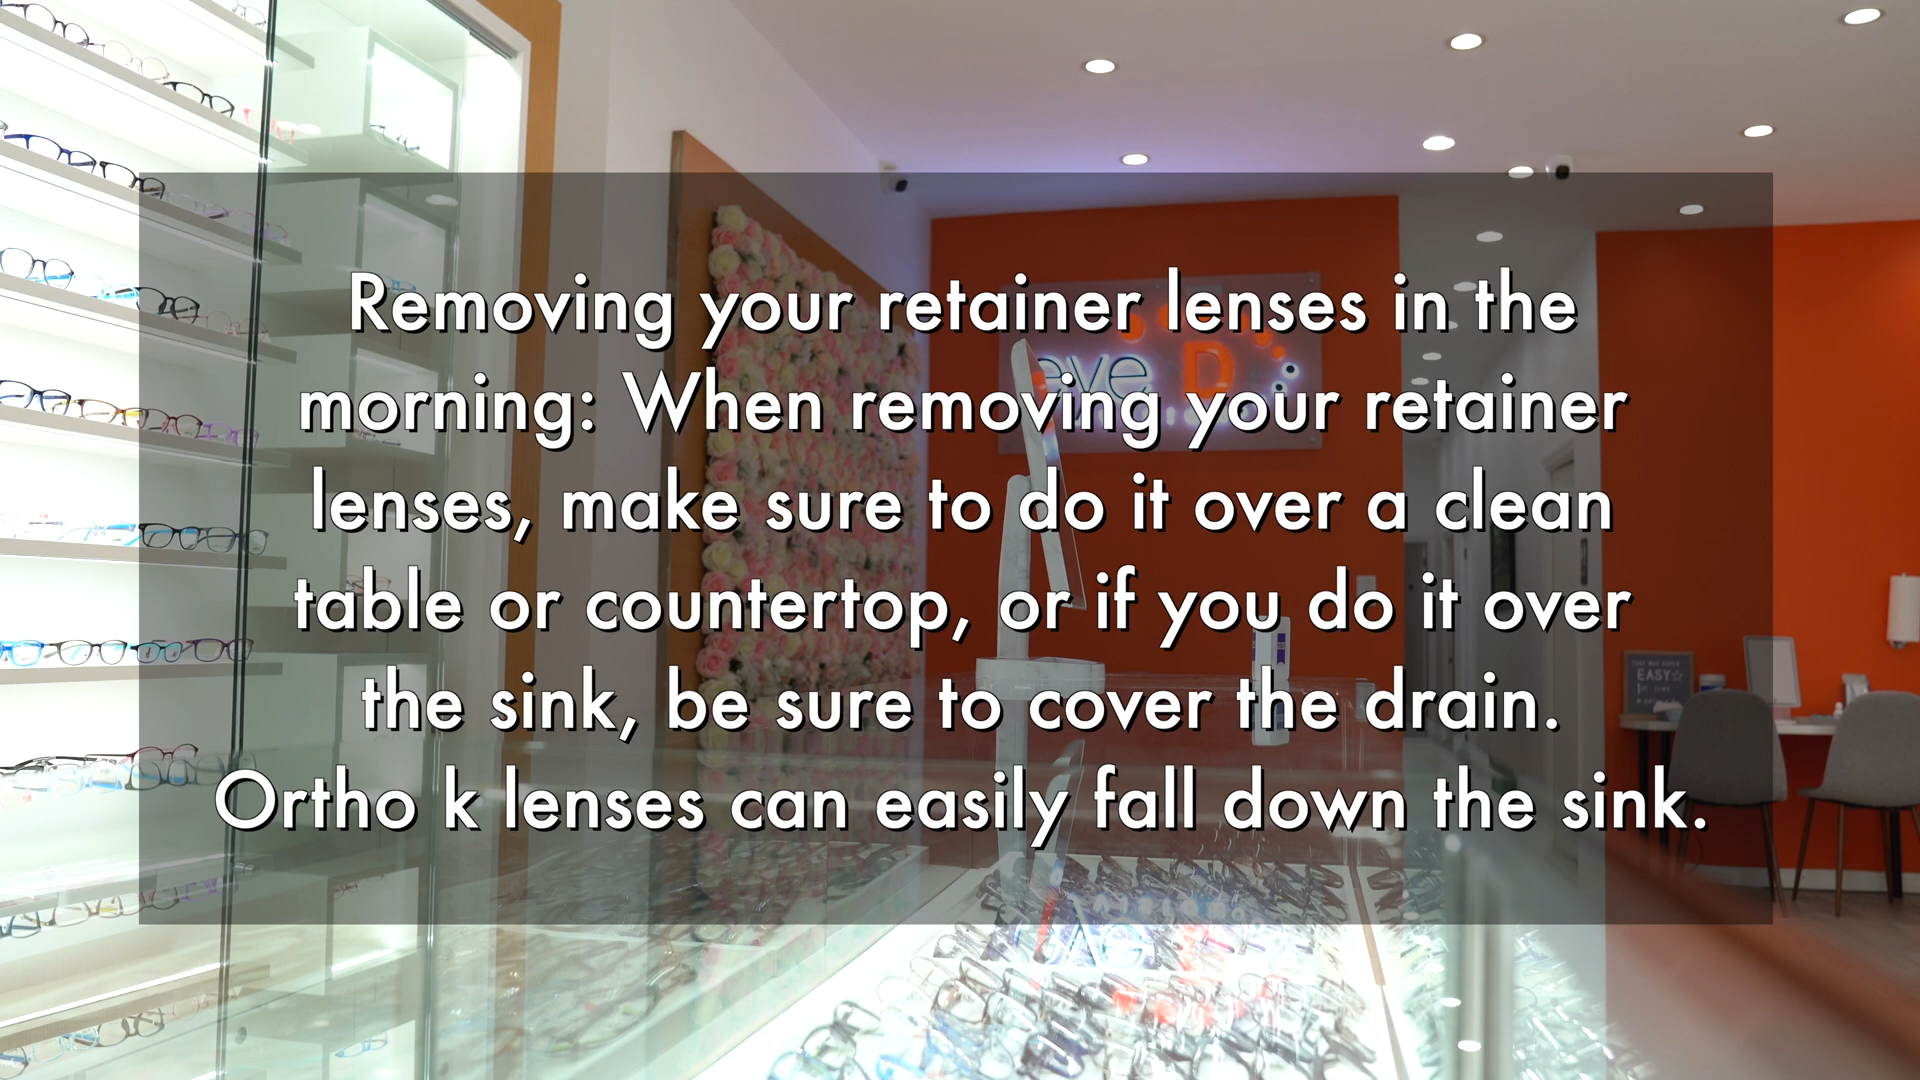 Removing your retainer lenses in the
morning: When removing your retainer
lenses, make sure to do it over a clean
table or countertop, or if you do it over
the sink, be sure to cover the drain.
Ortho k lenses can easily fall down the sink.
eye D
EASY